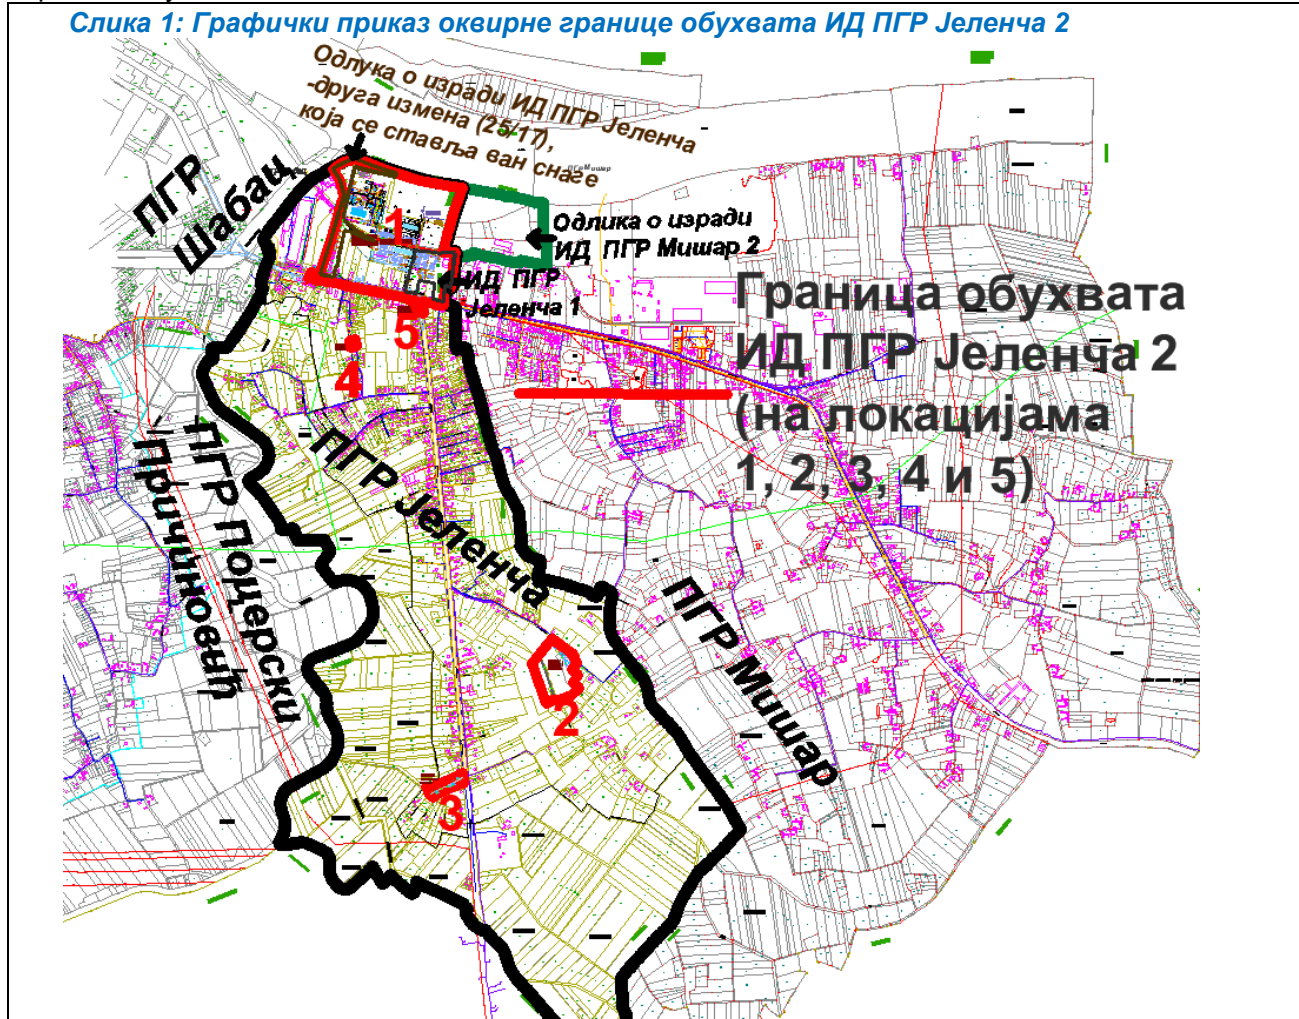 Слика 1: Графички приказ оквирне границе обухвата ИД ПГР Јеленча 2
Одлука о изради ИД ПГР Јеленча
-друга измена (25/17),
која се ставља ван снаге
ПГР
Шабац
1
Одлика о изради
ИД ПГР Мишар 2
ИД ПГР
Јеленча 1
5
4
Граница обухвата
ИД ПГР Јеленча 2
(на локацијама
1, 2, 3, 4 и 5)
ПГР Поцерски
Причиновић
ПГР Јеленча
ПГР Мишар
2
3